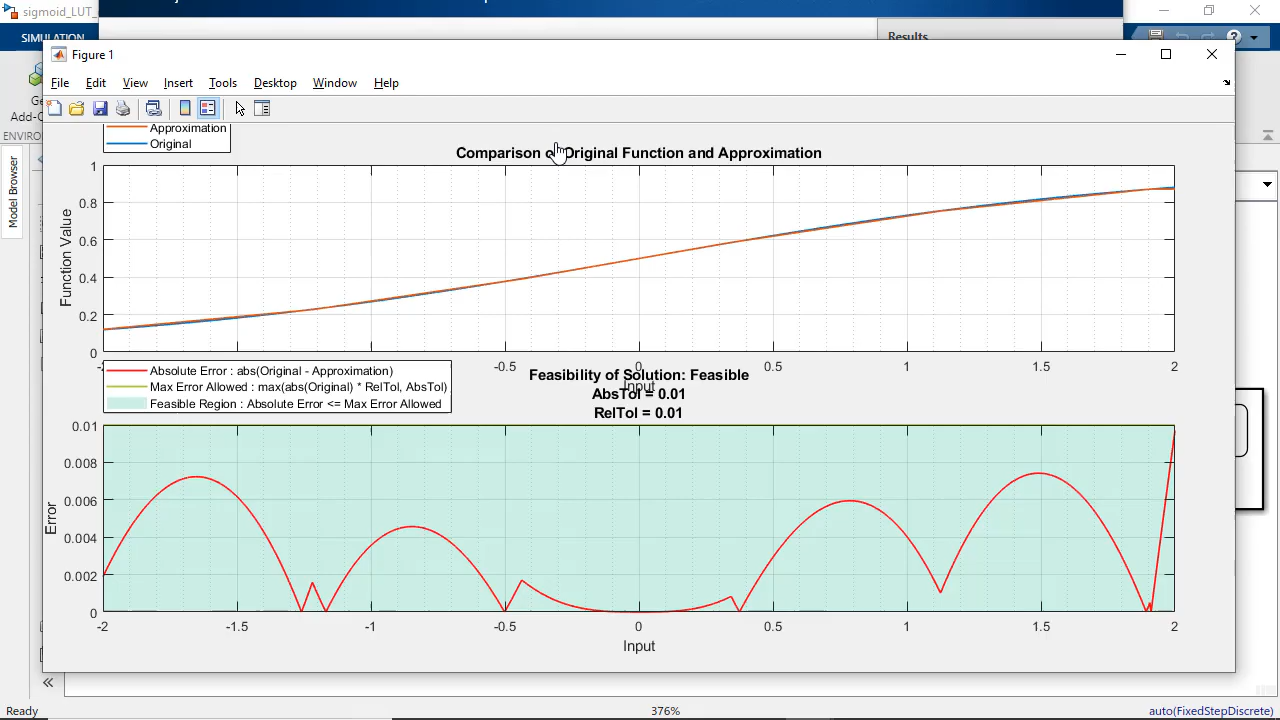 sigmoid_LUT_
SIMULATION
Results
Figure 1
File Edit View Insert Tools Desktop Window Help
Add-O
ENVIRO
Model Browser
Approximation
Original
Comparison Original Function and Approximation
1
0.8
0.6
0.4
0.2
0
Function Value
-0.5 0 0.5 1 1.5 2
Input
Absolute Error : abs(Original - Approximation)
Max Error Allowed : max(abs(Original) * RelTol, AbsTol)
Feasible Region : Absolute Error <= Max Error Allowed
Feasibility of Solution: Feasible
AbsTol = 0.01
RelTol = 0.01
0.01
0.008
0.006
0.004
0.002
0
Error
-2 -1.5 -1 -0.5 0 0.5 1 1.5 2
Input
Ready 376% auto(FixedStepDiscrete)